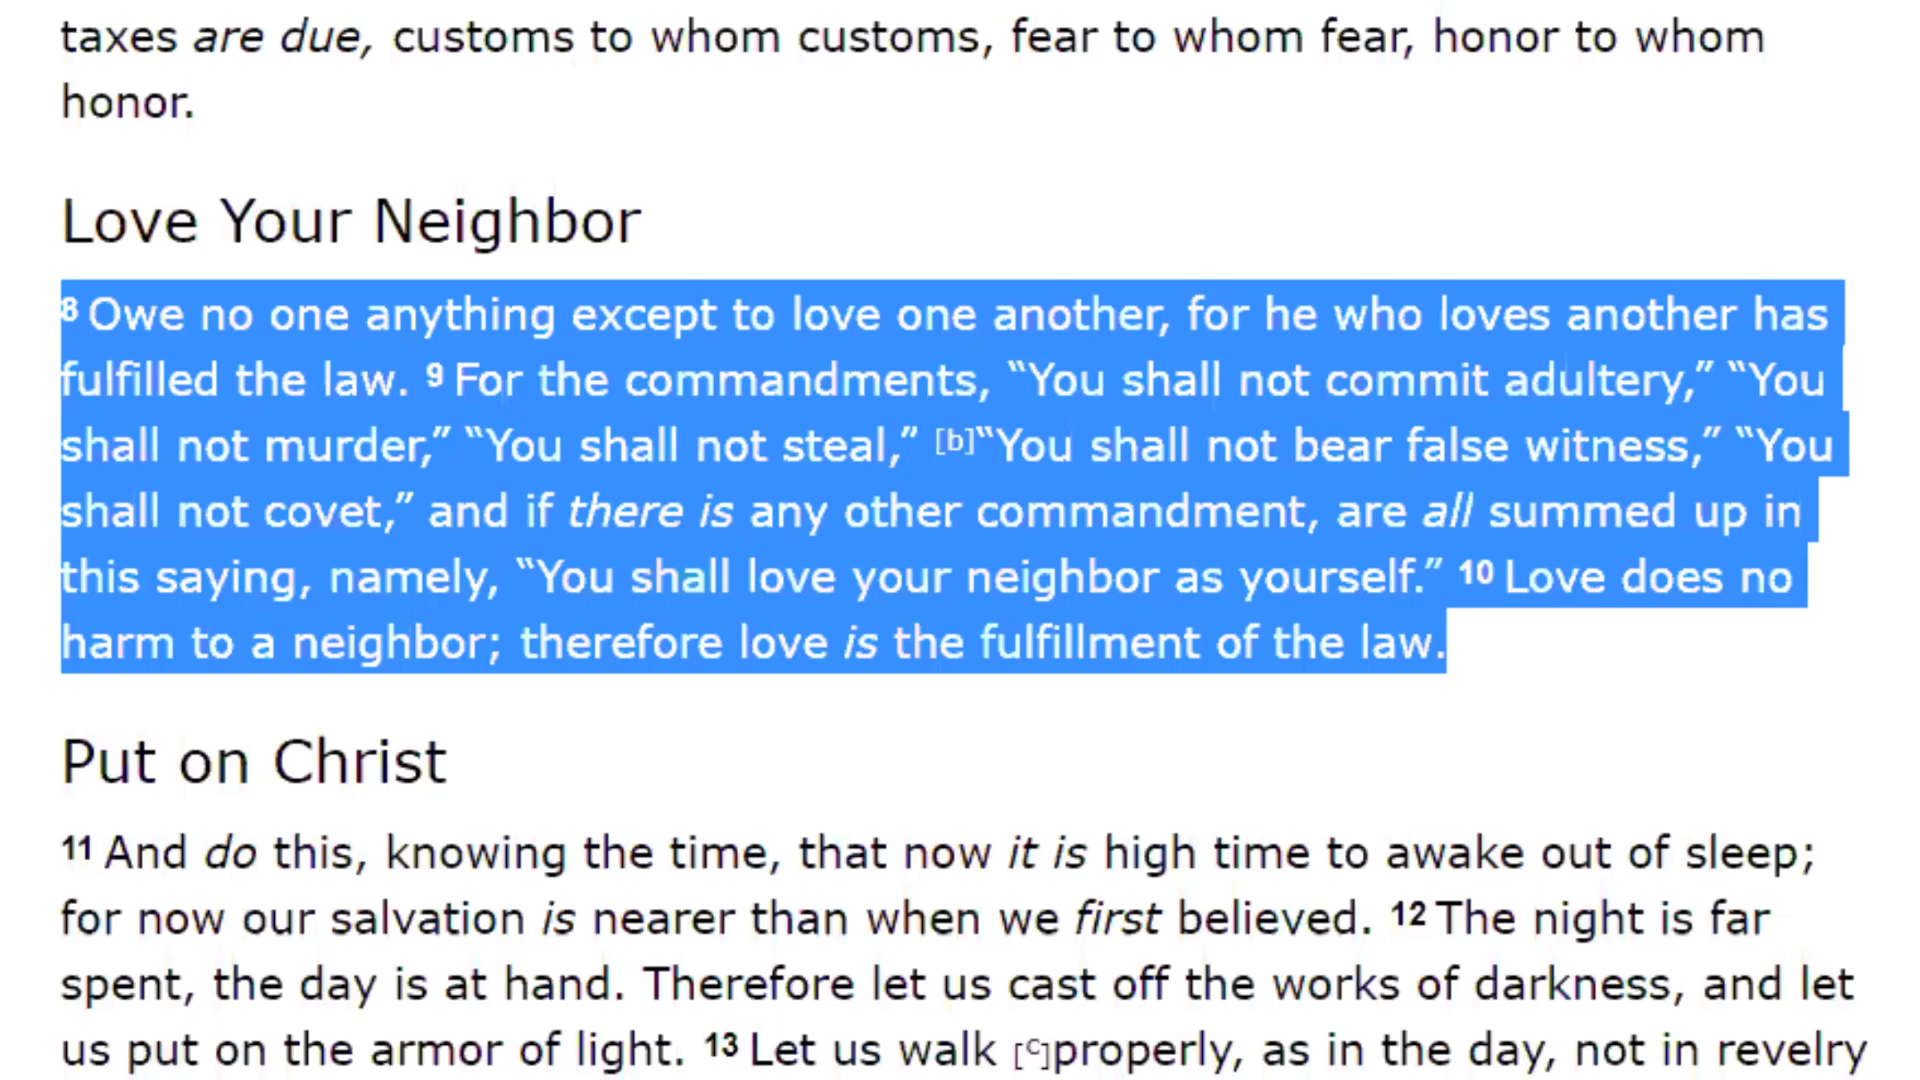 taxes are due, customs to whom customs, fear to whom fear, honor to whom
honor.
Love Your Neighbor
8 Owe no one anything except to love one another, for he who loves another has
fulfilled the law. 9 For the commandments, “You shall not commit adultery,” “You
shall not murder,” “You shall not steal,” [b]“You shall not bear false witness,” “You
shall not covet,” and if there is any other commandment, are all summed up in
this saying, namely, “You shall love your neighbor as yourself.” 10 Love does no
harm to a neighbor; therefore love is the fulfillment of the law.
Put on Christ
11 And do this, knowing the time, that now it is high time to awake out of sleep;
for now our salvation is nearer than when we first believed. 12 The night is far
spent, the day is at hand. Therefore let us cast off the works of darkness, and let
us put on the armor of light. 13 Let us walk [c]properly, as in the day, not in revelry